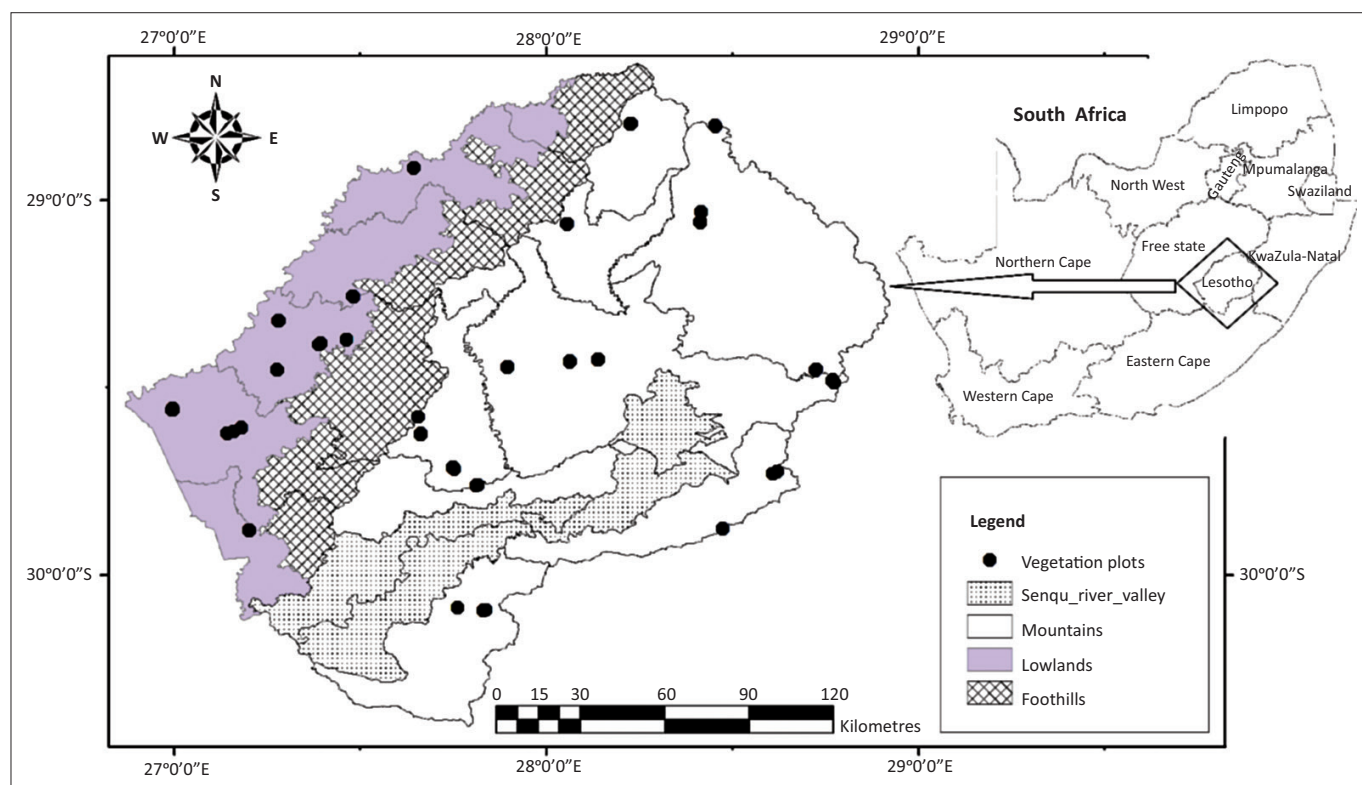 27°0'0"E 28°0'0"E 29°0'0"E
N
W E
S
29°0'0"S
30°0'0"S
South Africa
Limpopo
North West
Gauteng
Mpumalanga
Swaziland
Free state
KwaZula-Natal
Northern Cape
Lesotho
Eastern Cape
Western Cape
30°0'0"S
Legend
Vegetation plots
Senqu_river_valley
Mountains
Lowlands
Foothills
0 15 30 60 90 120
Kilometres
27°0'0"E 28°0'0"E 29°0'0"E